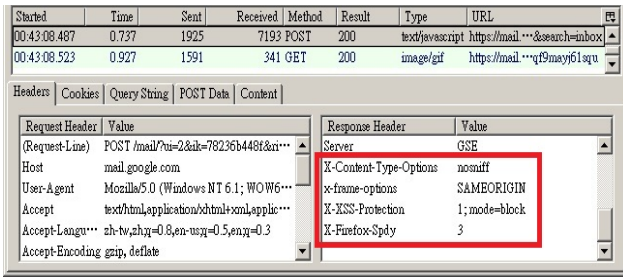 Started Time Sent Received Method Result Type URL
00:43:08.487 0.737 1925 7193 POST 200 text/javascript https://mail.···&search=inbox
00:43:08.523 0.927 1591 341 GET 200 image/gif https://mail.···qf9mayj61squ
Headers Cookies Query String POST Data Content
Request Header Value
(Request-Line) POST /mail/?ui=2&ik=78236b448f&ri···
Host mail.google.com
User-Agent Mozilla/5.0 (Windows NT 6.1; WOW6···
Accept text/html,application/xhtml+xml,applic···
Accept-Langu··· zh-tw,zh;q=0.8,en-us;q=0.5,en;q=0.3
Accept-Encoding gzip, deflate
Response Header Value
Server GSE
X-Content-Type-Options nosniff
x-frame-options SAMEORIGIN
X-XSS-Protection 1; mode=block
X-Firefox-Spdy 3